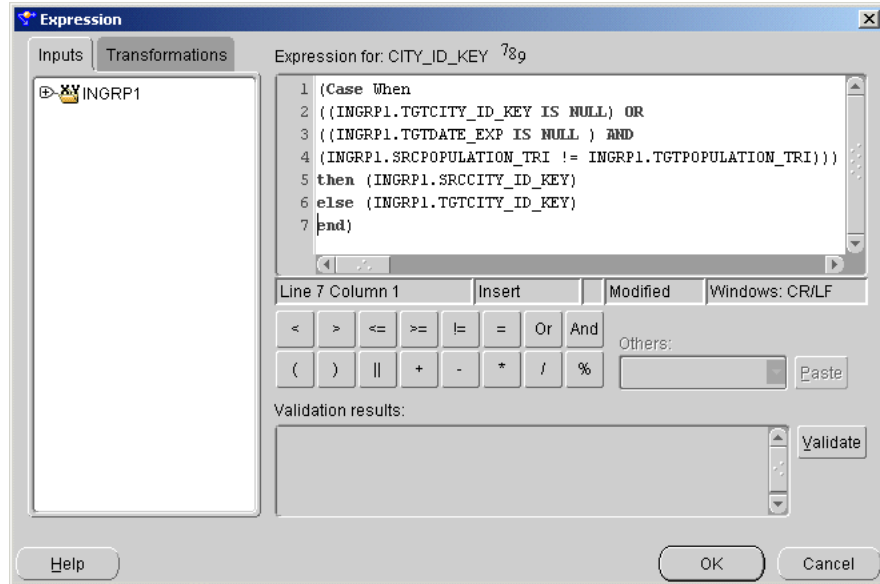 Expression
Inputs
Transformations
INGRP1
Expression for: CITY_ID_KEY 789
1 (Case When
2 ((INGRP1.TGTCITY_ID_KEY IS NULL) OR
3 ((INGRP1.TGTDATE_EXP IS NULL ) AND
4 (INGRP1.SRCPOPULATION_TRI != INGRP1.TGTPOPULATION_TRI)))
5 then (INGRP1.SRCCITY_ID_KEY)
6 else (INGRP1.TGTCITY_ID_KEY)
7 end)
Line 7 Column 1 Insert Modified Windows: CR/LF
< > <= >= != = Or And
( ) || + - * / %
Others:
Paste
Validation results:
Validate
Help
OK
Cancel